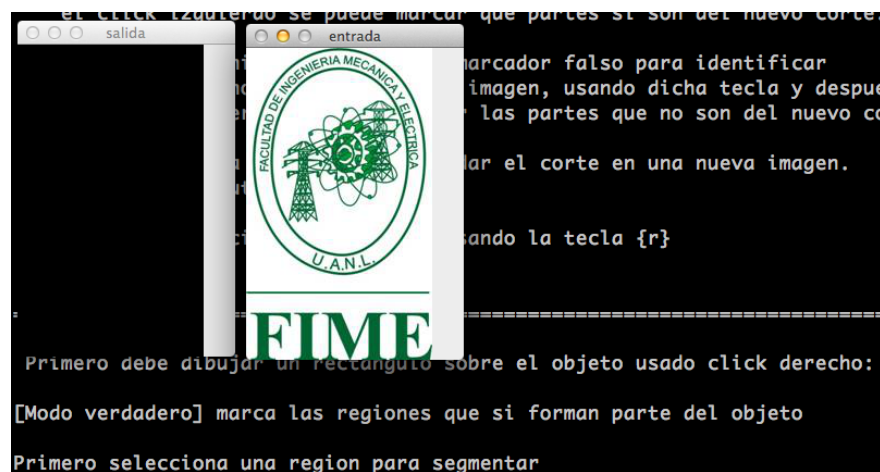 el click izquierdo se puede marcar que partes si son del nuevo corte.
salida
entrada
arcador falso para identificar
imagen, usando dicha tecla y despue
las partes que no son del nuevo co
dar el corte en una nueva imagen.
sando la tecla {r}
FACULTAD DE INGENIERIA MECANICA Y ELECTRICA
U.A.N.L.
FIME
Primero debe dibujar un rectangulo sobre el objeto usado click derecho:
[Modo verdadero] marca las regiones que si forman parte del objeto
Primero selecciona una region para segmentar